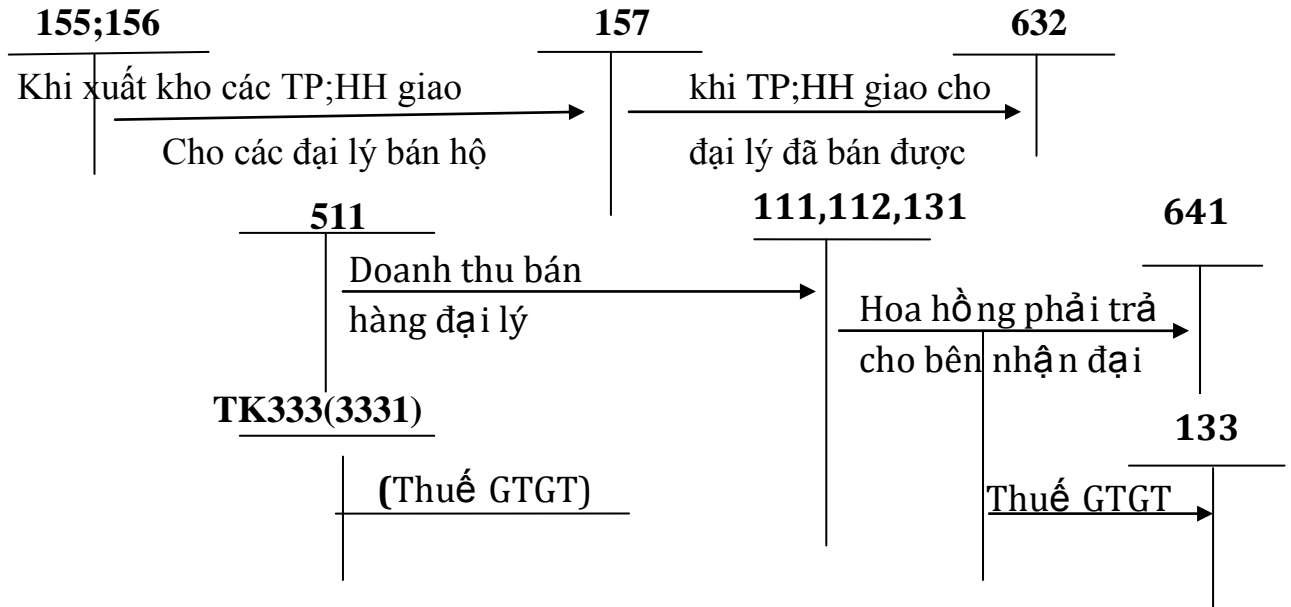 155;156 157 632
Khi xuất kho các TP;HH giao khi TP;HH giao cho
Cho các đại lý bán hộ đại lý đã bán được
511 111,112,131 641
Doanh thu bán
hàng đại lý
Hoa hồng phải trả
cho bên nhận đại
TK333(3331)
133
(Thuế GTGT)
Thuế GTGT